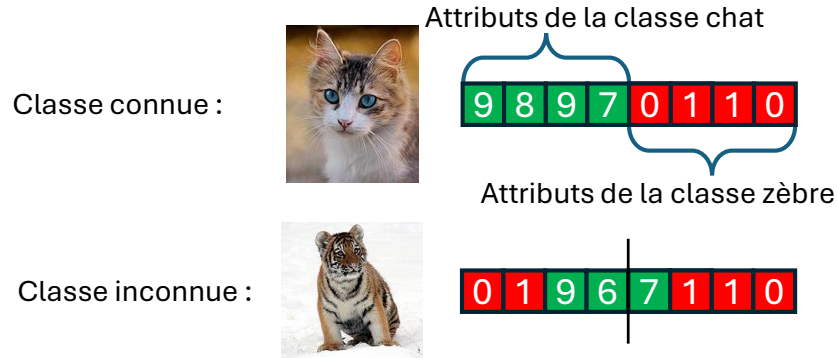 Attributs de la classe chat
Classe connue :
9 8 9 7 0 1 1 0
Attributs de la classe zèbre
Classe inconnue :
0 1 9 6 7 1 1 0